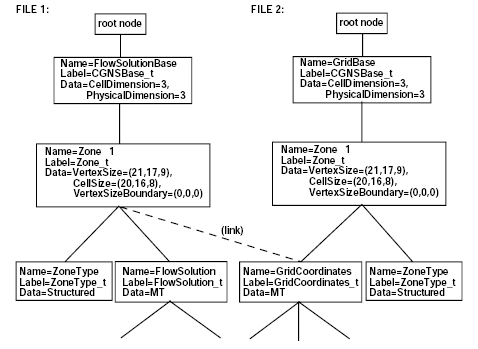 FILE 1:
root node
Name=FlowSolutionBase
Label=CGNSBase_t
Data=CellDimension=3,
PhysicalDimension=3
Name=Zone 1
Label=Zone_t
Data=VertexSize=(21,17,9),
CellSize=(20,16,8),
VertexSizeBoundary=(0,0,0)
(link)
Name=ZoneType
Label=ZoneType_t
Data=Structured
Name=FlowSolution
Label=FlowSolution_t
Data=MT
FILE 2:
root node
Name=GridBase
Label=CGNSBase_t
Data=CellDimension=3,
PhysicalDimension=3
Name=Zone 1
Label=Zone_t
Data=VertexSize=(21,17,9),
CellSize=(20,16,8),
VertexSizeBoundary=(0,0,0)
Name=GridCoordinates
Label=GridCoordinates_t
Data=MT
Name=ZoneType
Label=ZoneType_t
Data=Structured